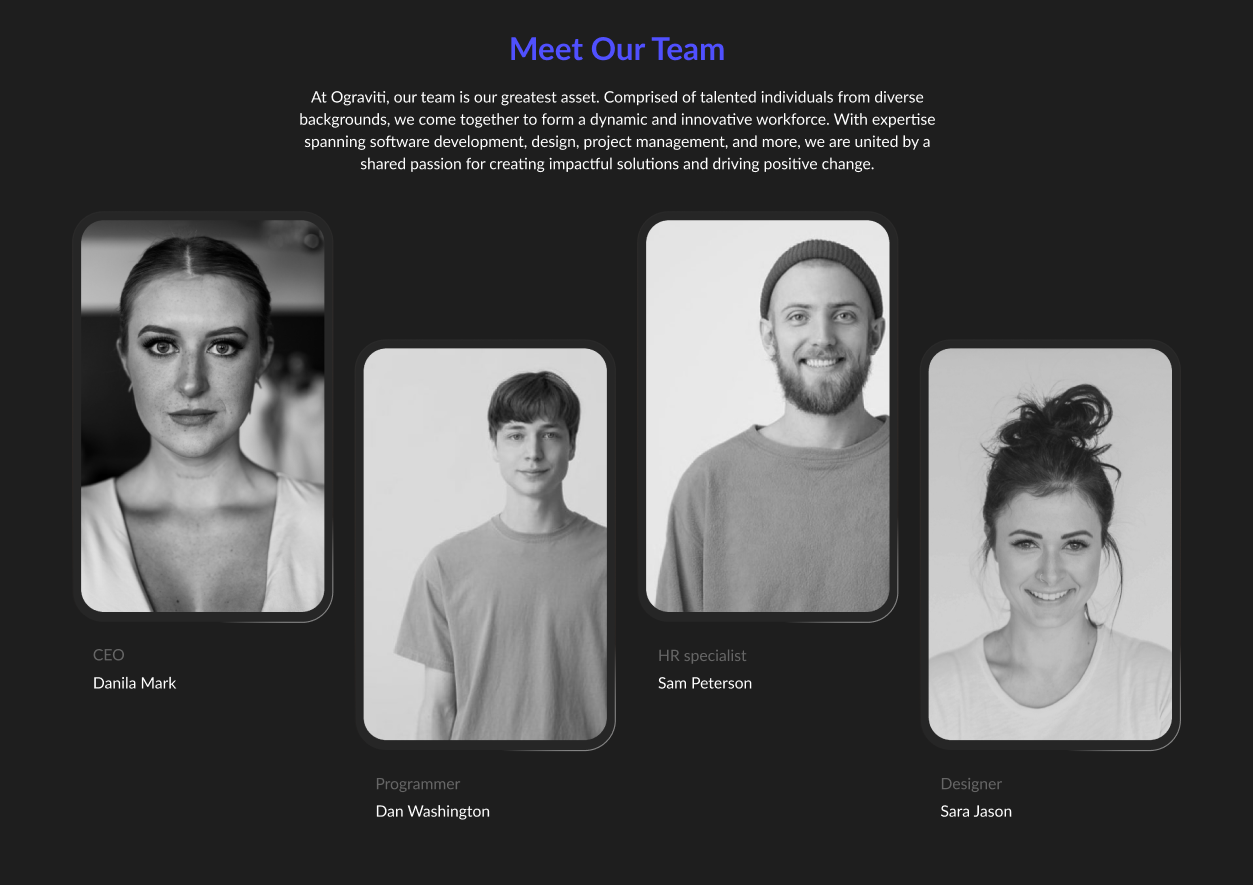 Meet Our Team
At Ograviti, our team is our greatest asset. Comprised of talented individuals from diverse
backgrounds, we come together to form a dynamic and innovative workforce. With expertise
spanning software development, design, project management, and more, we are united by a
shared passion for creating impactful solutions and driving positive change.
CEO
Danila Mark
Programmer
Dan Washington
HR specialist
Sam Peterson
Designer
Sara Jason